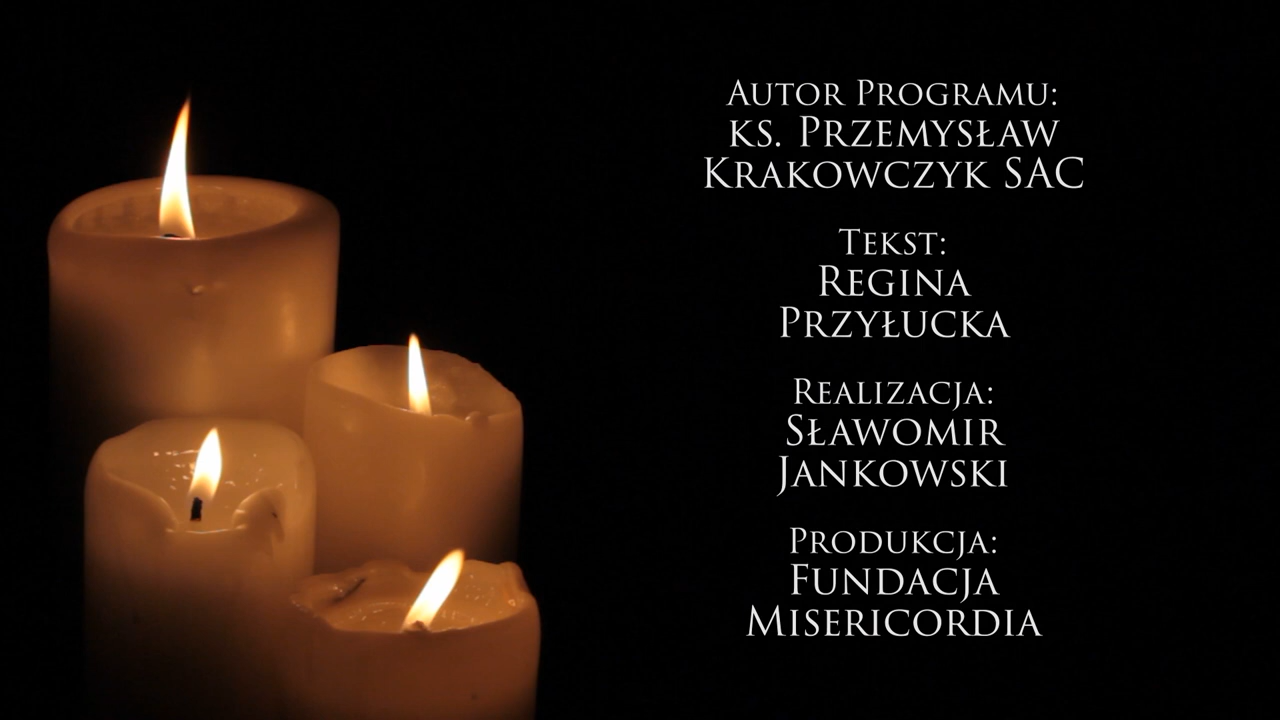 Autor Programu:
ks. Przemysław
Krakowczyk SAC
Tekst:
Regina
Przyłucka
Realizacja:
Sławomir
Jankowski
Produkcja:
Fundacja
Misericordia